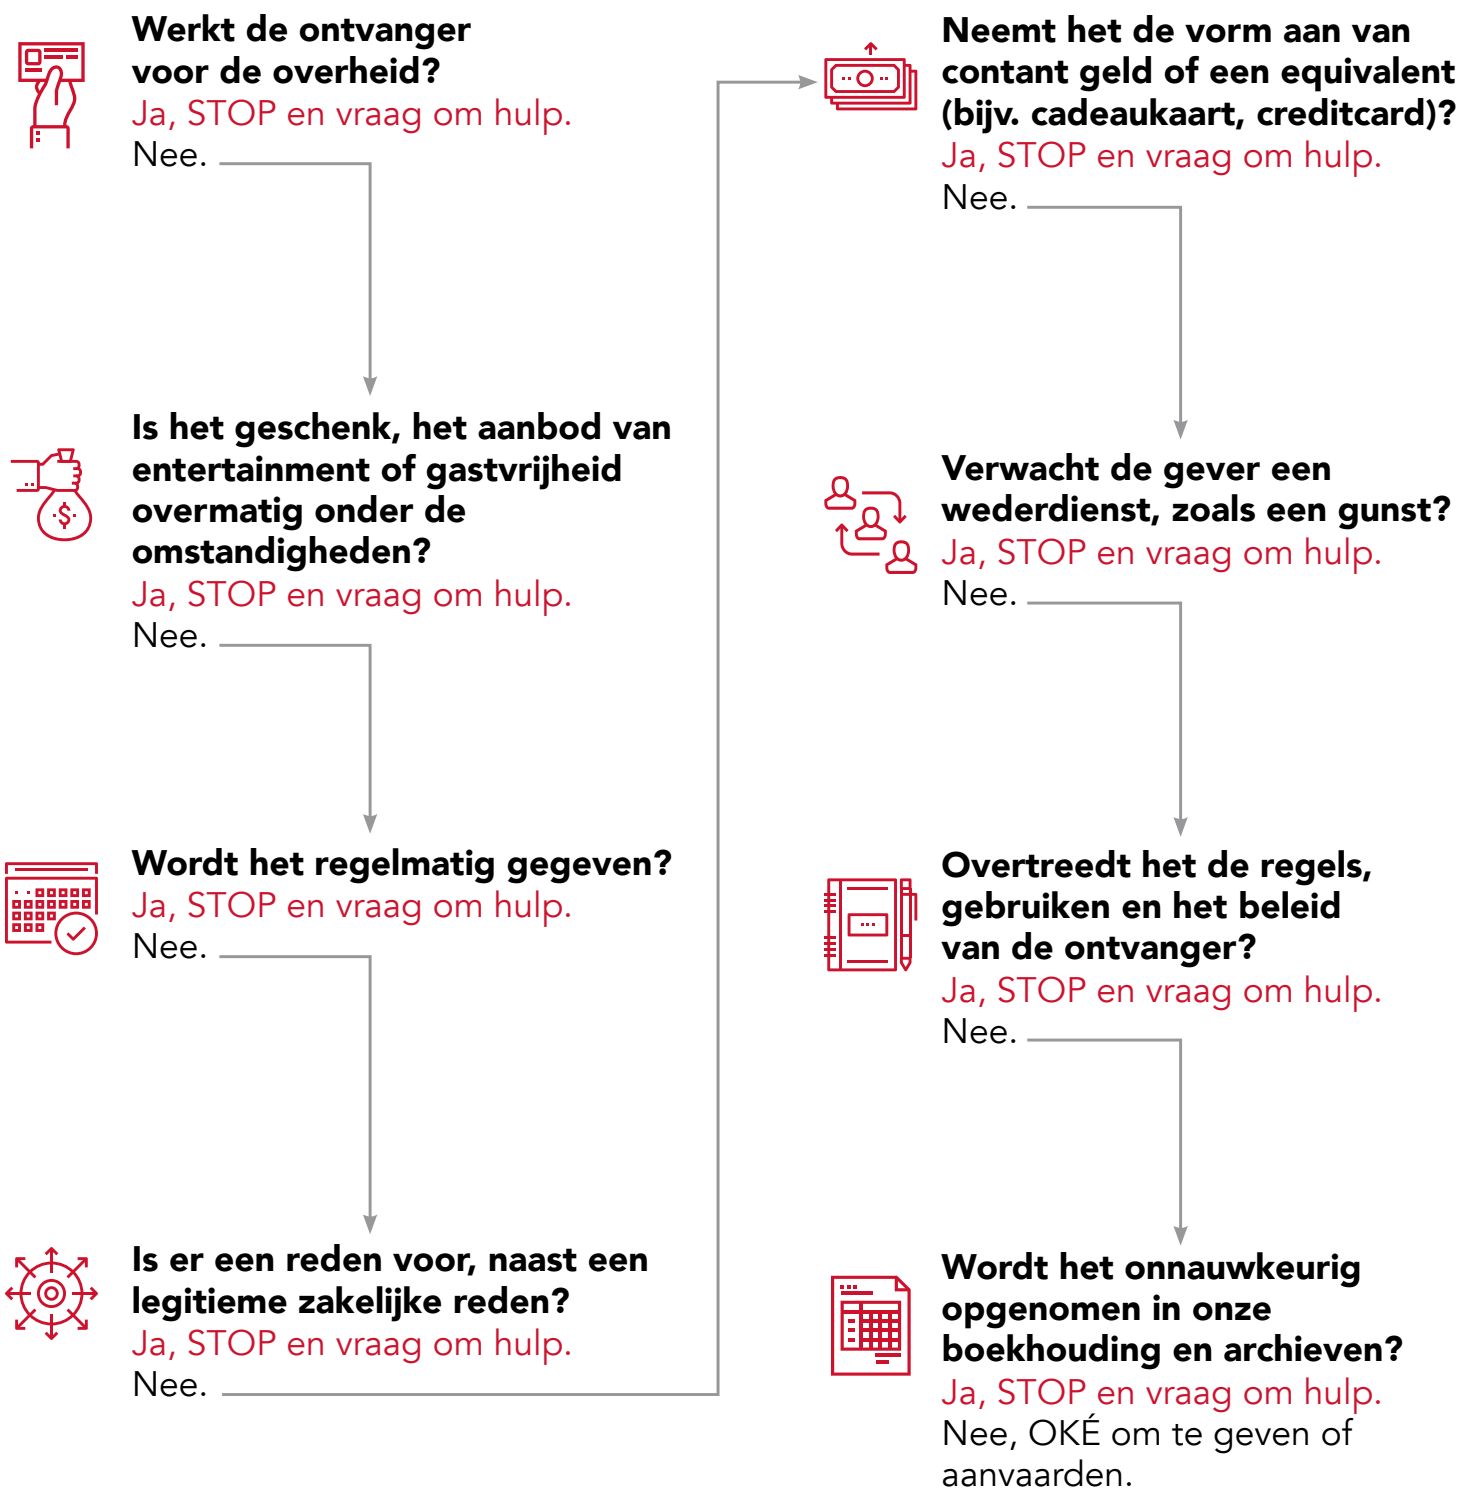 Werkt de ontvanger
voor de overheid?
Ja, STOP en vraag om hulp.
Nee.
Is het geschenk, het aanbod van
entertainment of gastvrijheid
overmatig onder de
omstandigheden?
Ja, STOP en vraag om hulp.
Nee.
Wordt het regelmatig gegeven?
Ja, STOP en vraag om hulp.
Nee.
Is er een reden voor, naast een
legitieme zakelijke reden?
Ja, STOP en vraag om hulp.
Nee.
Neemt het de vorm aan van
contant geld of een equivalent
(bijv. cadeaukaart, creditcard)?
Ja, STOP en vraag om hulp.
Nee.
Verwacht de gever een
wederdienst, zoals een gunst?
Ja, STOP en vraag om hulp.
Nee.
Overtreedt het de regels,
gebruiken en het beleid
van de ontvanger?
Ja, STOP en vraag om hulp.
Nee.
Wordt het onnauwkeurig
opgenomen in onze
boekhouding en archieven?
Ja, STOP en vraag om hulp.
Nee, OKÉ om te geven of
aanvaarden.